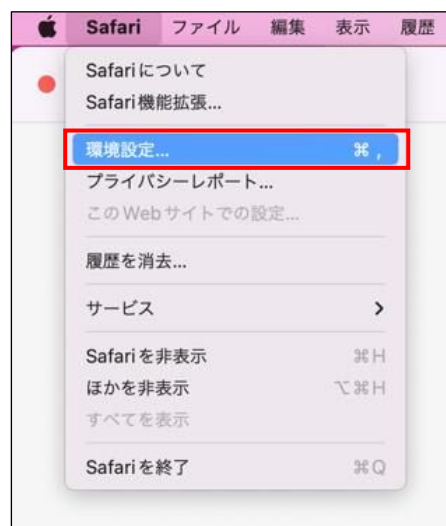 Safari ファイル 編集 表示 履歴
Safariについて
Safari機能拡張...
環境設定... ⌘ ,
プライバシーレポート...
このWebサイトでの設定...
履歴を消去...
サービス >
Safariを非表示 ⌘H
ほかを非表示 ⌥⌘H
すべてを表示
Safariを終了 ⌘Q